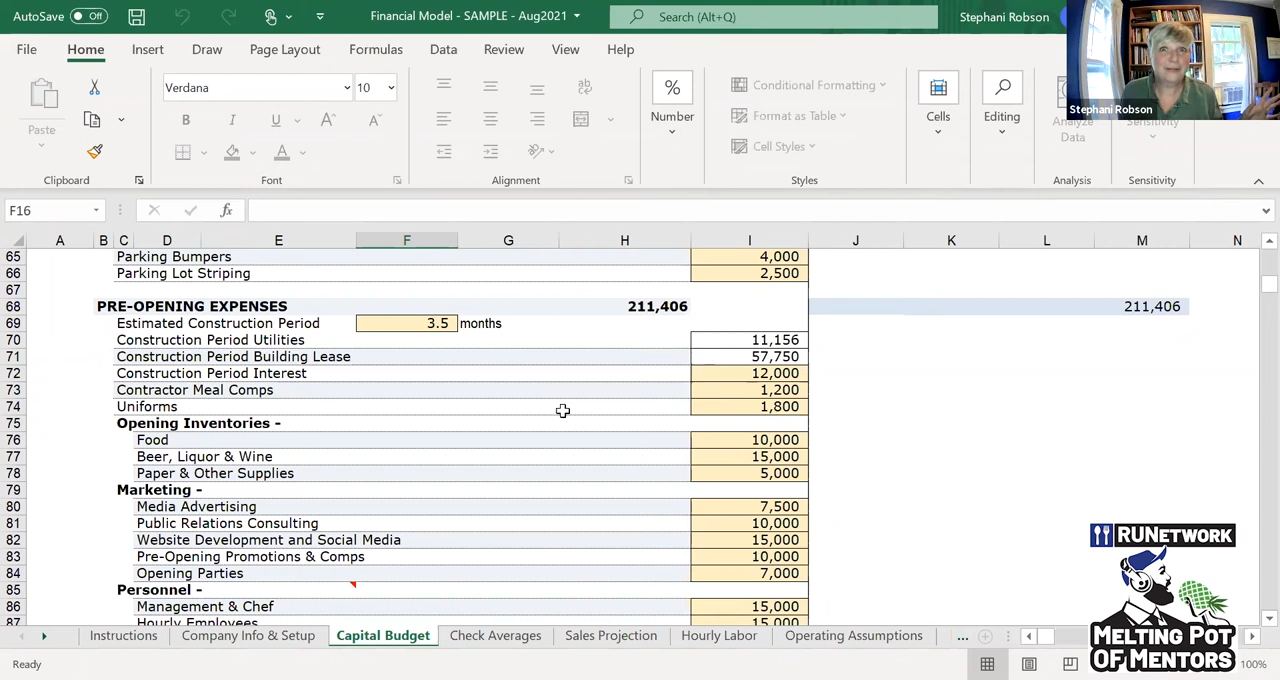 AutoSave Off Financial Model - SAMPLE - Aug2021 Search (Alt+Q) Stephani Robson
File Home Insert Draw Page Layout Formulas Data Review View Help
Stephani Robson
Paste Verdana 10 B I U A A ab % Number Conditional Formatting Format as Table Cell Styles Cells Editing Analyze Data Sensitivity
Clipboard Font Alignment Styles Analysis Sensitivity
F16 fx
A B C D E F G H I J K L M N
65 Parking Bumpers 4,000
66 Parking Lot Striping 2,500
67
68 PRE-OPENING EXPENSES 211,406 211,406
69 Estimated Construction Period 3.5 months
70 Construction Period Utilities 11,156
71 Construction Period Building Lease 57,750
72 Construction Period Interest 12,000
73 Contractor Meal Comps 1,200
74 Uniforms 1,800
75 Opening Inventories -
76 Food 10,000
77 Beer, Liquor & Wine 15,000
78 Paper & Other Supplies 5,000
79 Marketing -
80 Media Advertising 7,500
81 Public Relations Consulting 10,000
82 Website Development and Social Media 15,000
83 Pre-Opening Promotions & Comps 10,000
84 Opening Parties 7,000
85 Personnel -
86 Management & Chef 15,000
87 Hourly Employees 15,000
RUNETWORK
MELTING POT
OF MENTORS
Instructions Company Info & Setup Capital Budget Check Averages Sales Projection Hourly Labor Operating Assumptions ...
Ready 100%